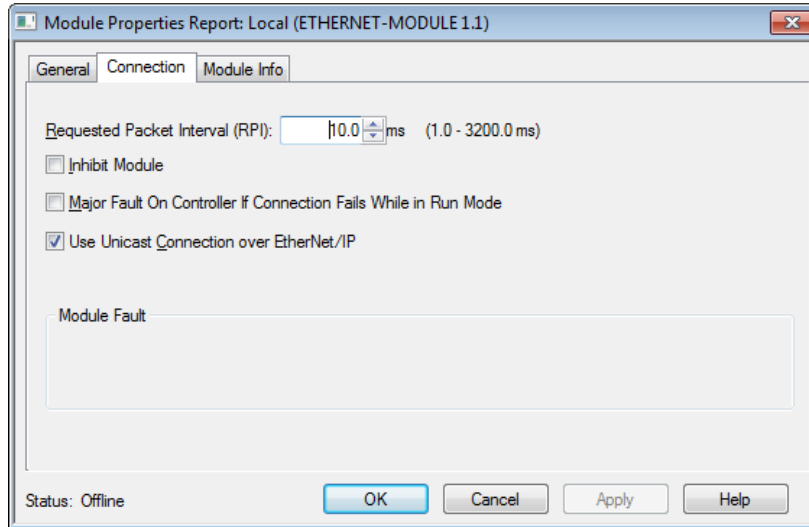 Module Properties Report: Local (ETHERNET-MODULE 1.1)
General Connection Module Info
Requested Packet Interval (RPI): 10.0 ms (1.0 - 3200.0 ms)
Inhibit Module
Major Fault On Controller If Connection Fails While in Run Mode
Use Unicast Connection over EtherNet/IP
Module Fault
Status: Offline OK Cancel Apply Help